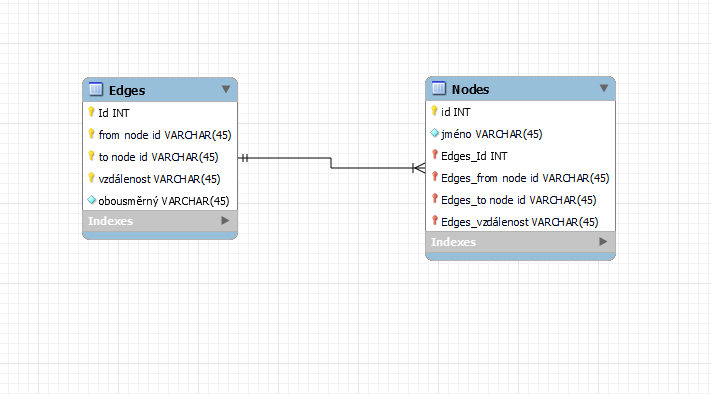 Edges
Id INT
from node id VARCHAR(45)
to node id VARCHAR(45)
vzdálenost VARCHAR(45)
obousměrný VARCHAR(45)
Indexes
Nodes
id INT
jméno VARCHAR(45)
Edges_Id INT
Edges_from node id VARCHAR(45)
Edges_to node id VARCHAR(45)
Edges_vzdálenost VARCHAR(45)
Indexes